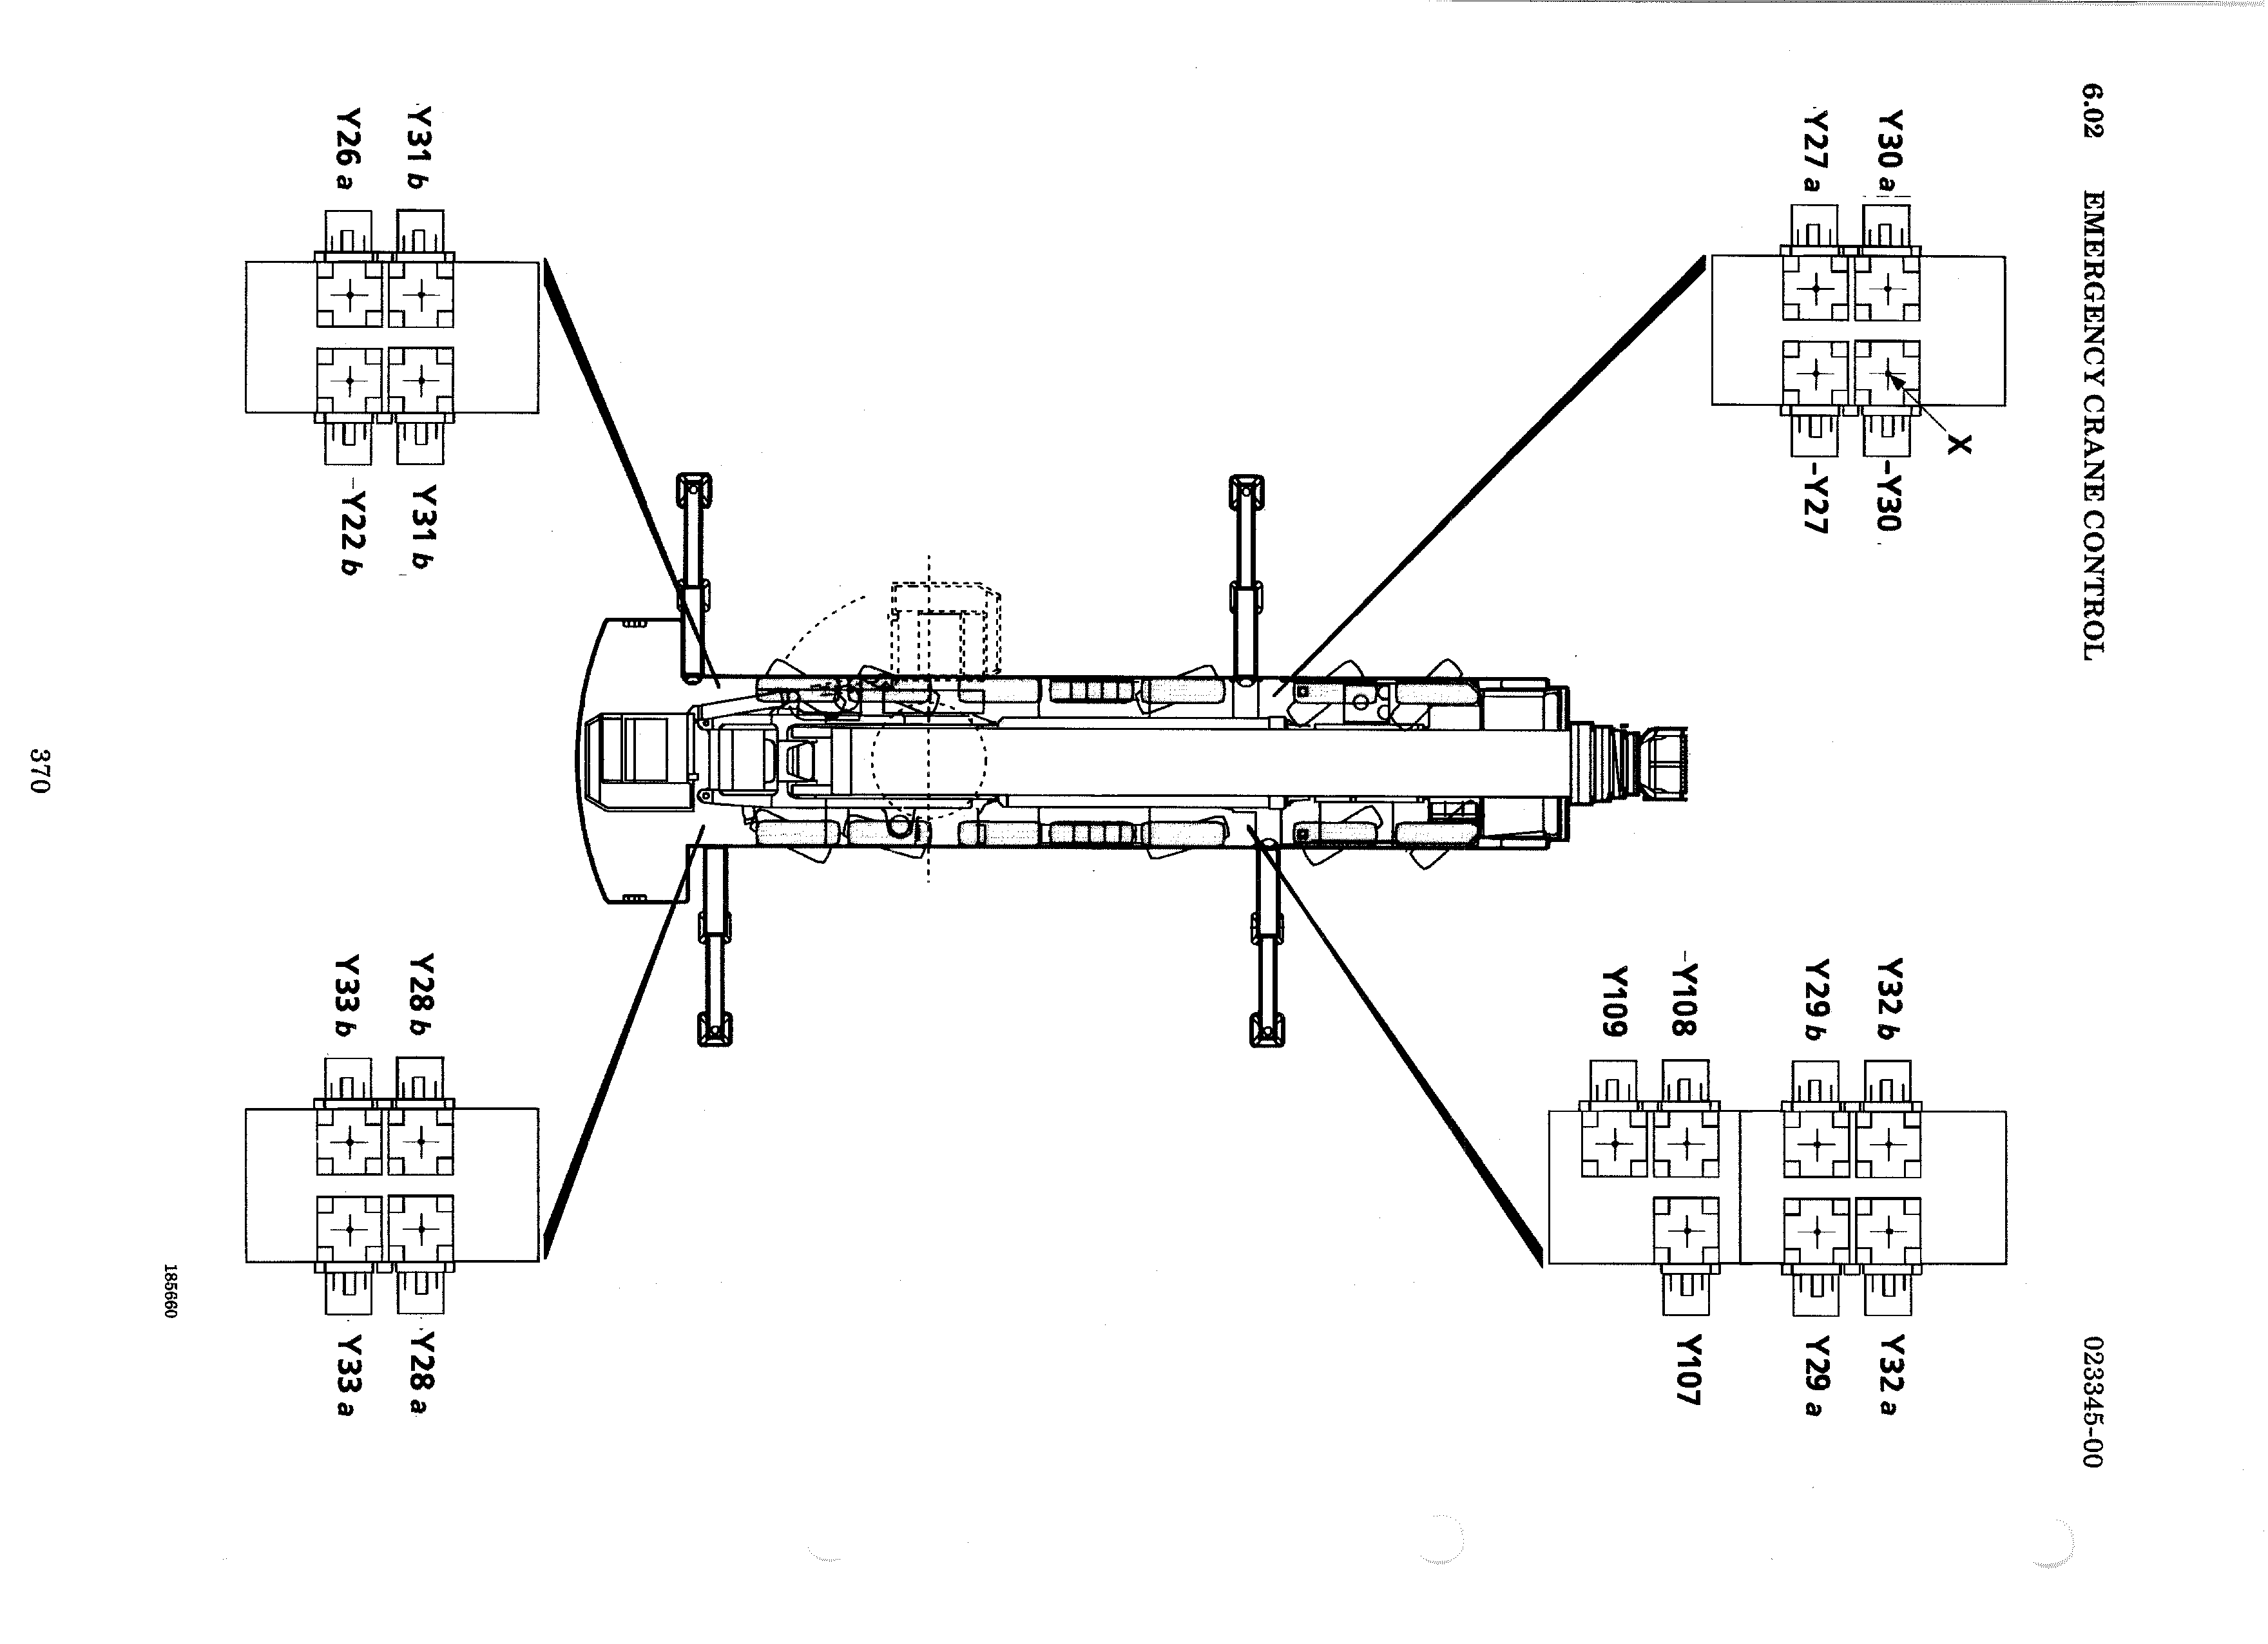 6.02 EMERGENCY CRANE CONTROL
023345-00
Y30 a
Y27 a
X
-Y30
-Y27
Y32 b
Y29 b
-Y108
Y109
Y32 a
Y29 a
Y107
Y31 b
Y26 a
Y31 b
-Y22 b
Y28 b
Y33 b
Y28 a
Y33 a
185660
370